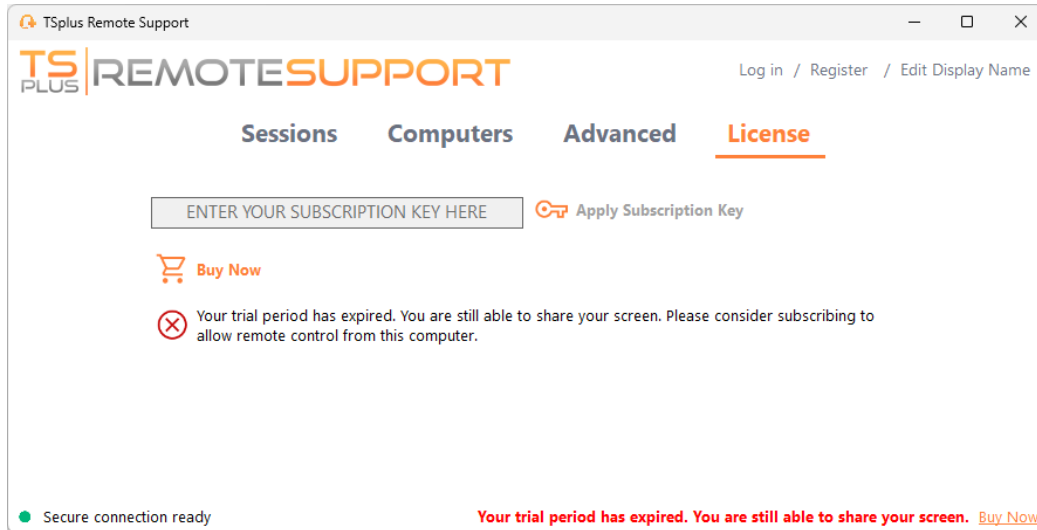 TSplus Remote Support
TS PLUS REMOTESUPPORT
Log in / Register / Edit Display Name
Sessions Computers Advanced License
ENTER YOUR SUBSCRIPTION KEY HERE Apply Subscription Key
Buy Now
Your trial period has expired. You are still able to share your screen. Please consider subscribing to
allow remote control from this computer.
Secure connection ready Your trial period has expired. You are still able to share your screen. Buy Now